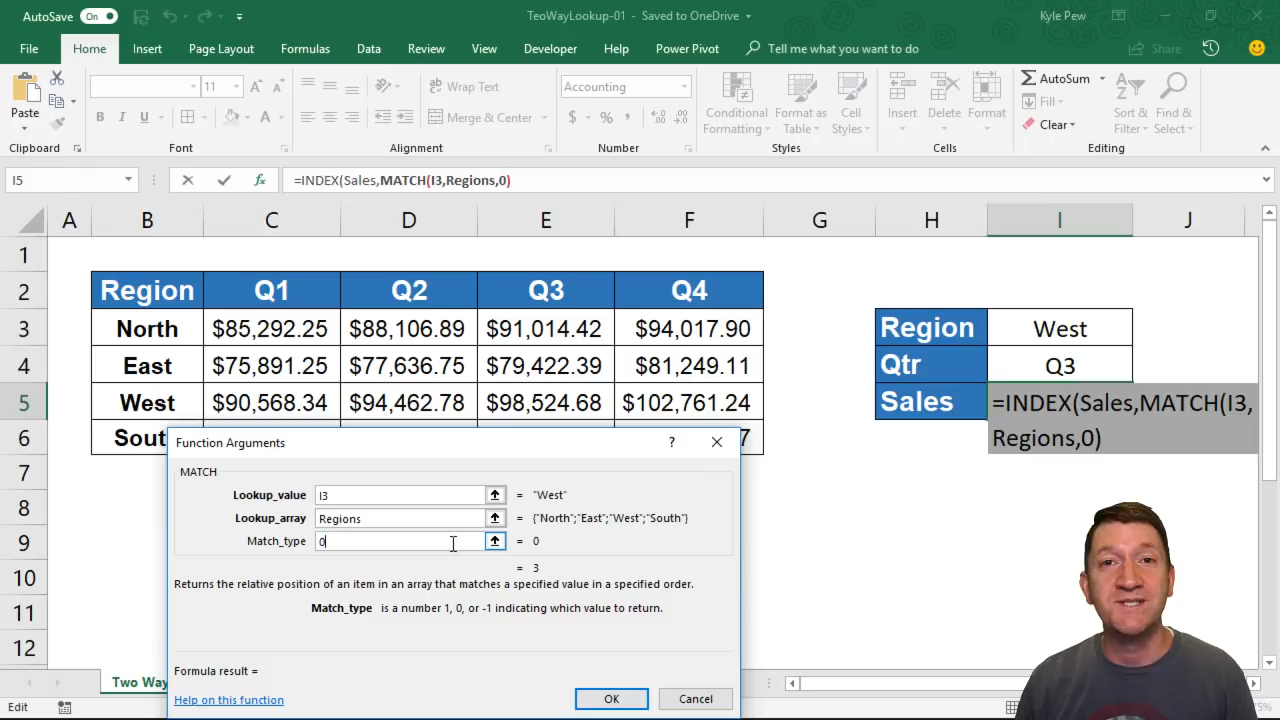 AutoSave On TeoWayLookup-01 - Saved to OneDrive Kyle Pew
File Home Insert Page Layout Formulas Data Review View Developer Help Power Pivot Tell me what you want to do Share
11 Wrap Text Accounting AutoSum
Paste Conditional Formatting Format as Table Cell Styles Insert Delete Format Fill Sort & Filter Find & Select
B I U A Merge & Center $ % , Clear
Clipboard Font Alignment Number Styles Cells Editing
I5 fx =INDEX(Sales,MATCH(I3,Regions,0)
A B C D E F G H I J
1
2 Region Q1 Q2 Q3 Q4
3 North $85,292.25 $88,106.89 $91,014.42 $94,017.90 Region West
4 East $75,891.25 $77,636.75 $79,422.39 $81,249.11 Qtr Q3
5 West $90,568.34 $94,462.78 $98,524.68 $102,761.24 Sales =INDEX(Sales,MATCH(I3,
6 Sout 7 Regions,0)
7 Function Arguments ?
MATCH
8 Lookup_value I3 = "West"
Lookup_array Regions = {"North";"East";"West";"South"}
9 Match_type 0 = 0
= 3
10 Returns the relative position of an item in an array that matches a specified value in a specified order.
11 Match_type is a number 1, 0, or -1 indicating which value to return.
12
Two Way Formula result =
Edit Help on this function OK Cancel